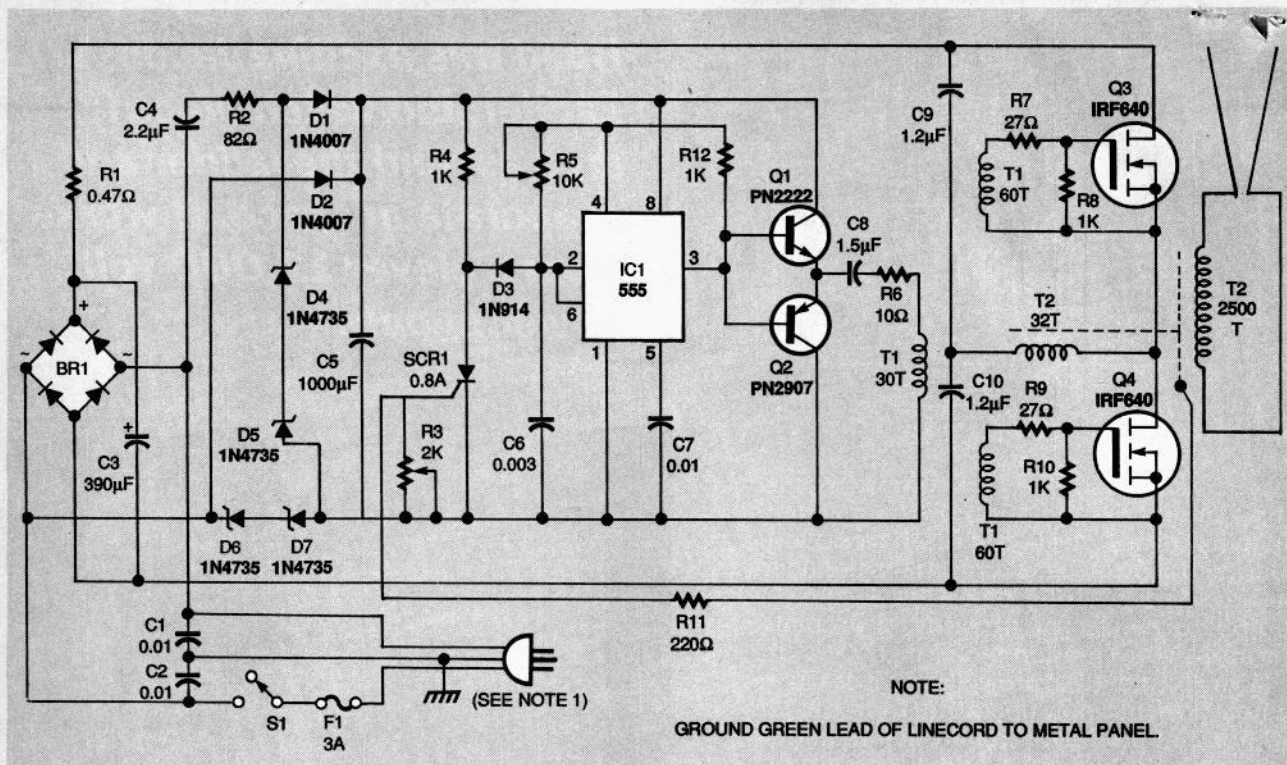 C4
2.2µF
R2
82Ω
D1
1N4007
D2
1N4007
R1
0.47Ω
D4
1N4735
C5
1000µF
D5
1N4735
D6
1N4735
D7
1N4735
+
~
~
BR1
+
C3
390µF
R4
1K
R5
10K
D3
1N914
SCR1
0.8A
R3
2K
C6
0.003
4
8
2
6
3
1
5
IC1
555
C7
0.01
R12
1K
Q1
PN2222
Q2
PN2907
C8
1.5µF
R6
10Ω
T1
30T
C9
1.2µF
R7
27Ω
T1
60T
R8
1K
Q3
IRF640
T2
32T
C10
1.2µF
R9
27Ω
R10
1K
T1
60T
Q4
IRF640
T2
2500
T
R11
220Ω
C1
0.01
C2
0.01
S1
F1
3A
(SEE NOTE 1)
NOTE:
GROUND GREEN LEAD OF LINECORD TO METAL PANEL.